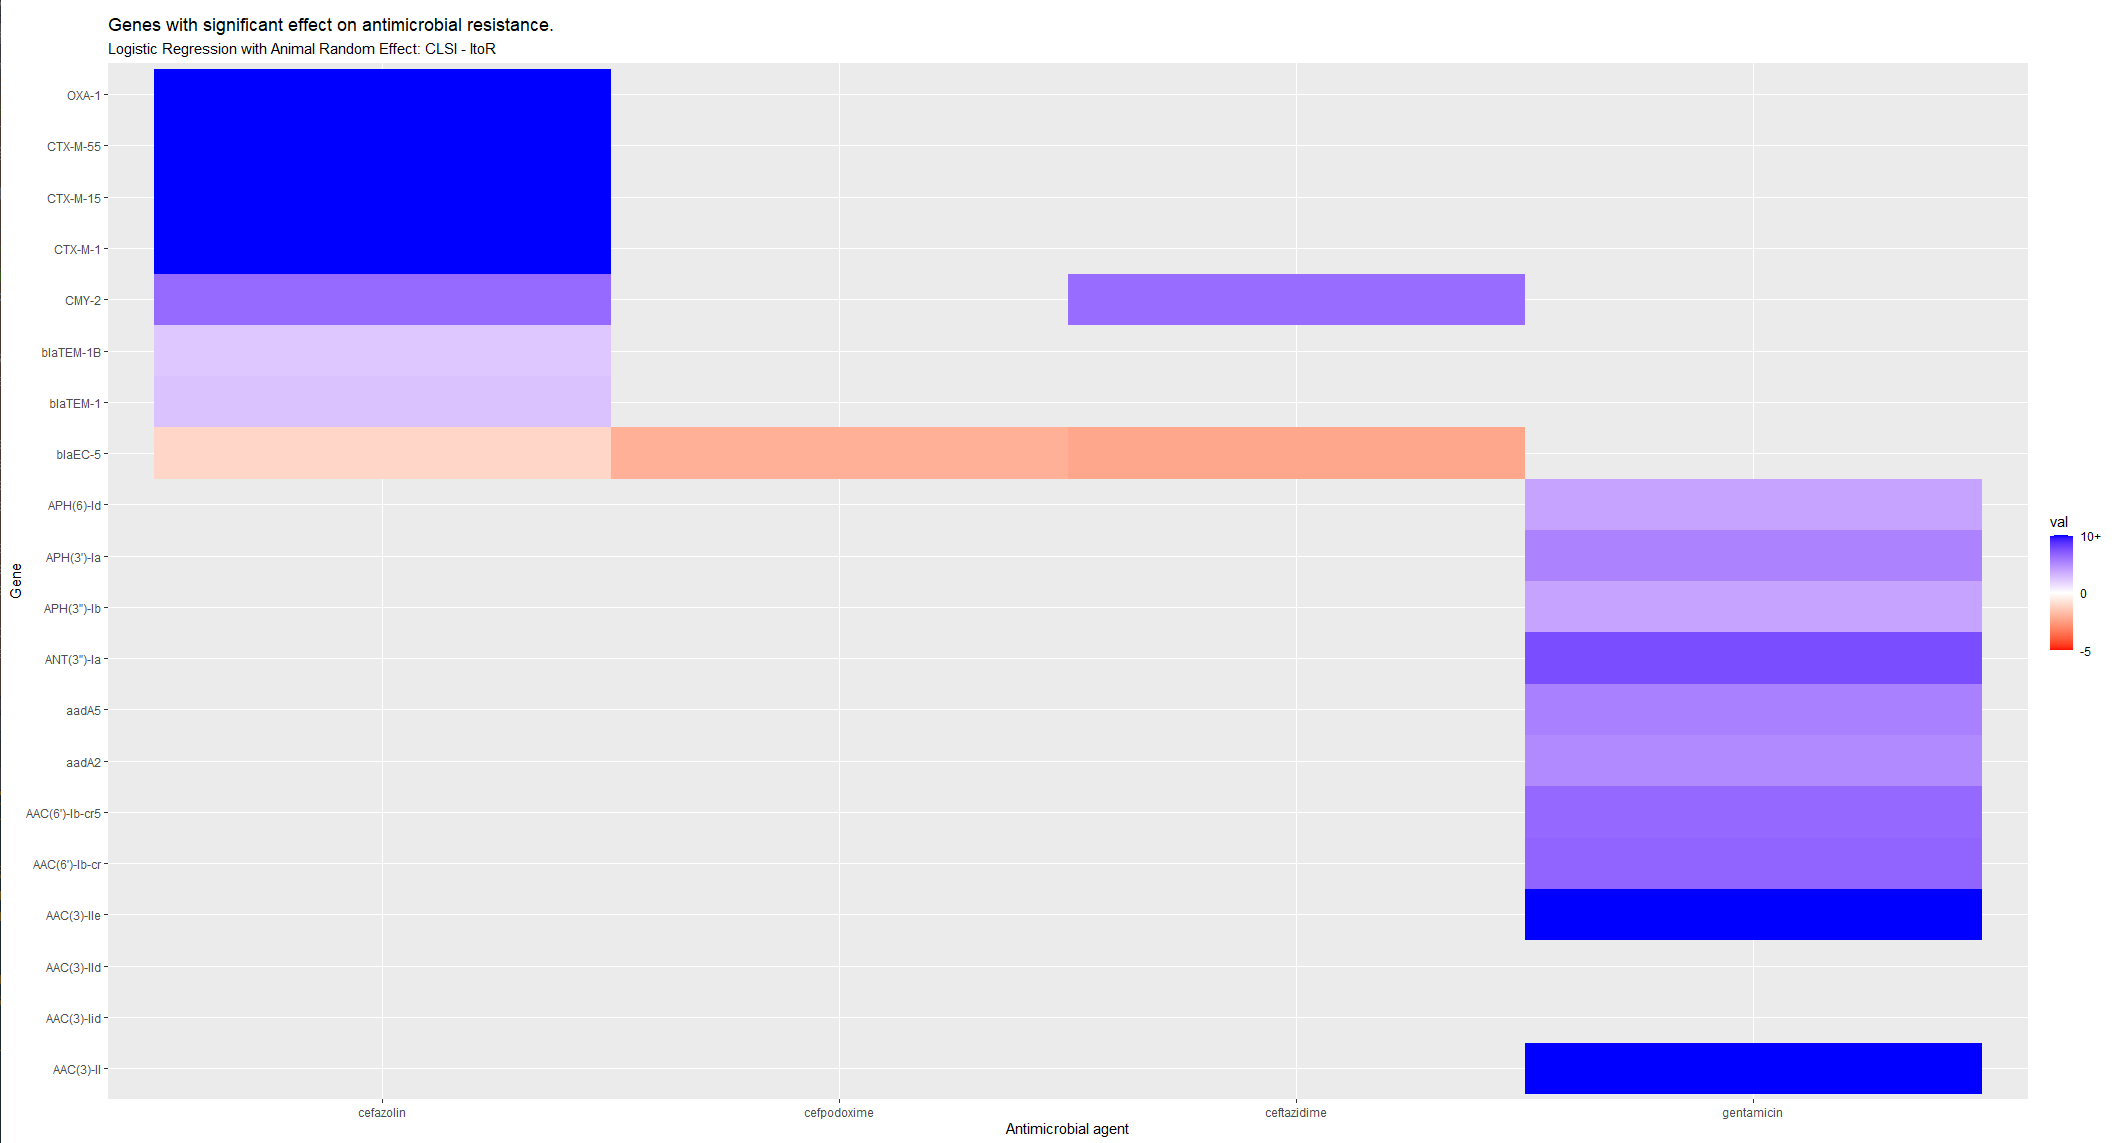 Genes with significant effect on antimicrobial resistance.
Logistic Regression with Animal Random Effect: CLSI - ItoR
OXA-1
CTX-M-55
CTX-M-15
CTX-M-1
CMY-2
blaTEM-1B
blaTEM-1
blaEC-5
APH(6)-Id
APH(3')-Ia
APH(3'')-Ib
ANT(3'')-Ia
aadA5
aadA2
AAC(6')-Ib-cr5
AAC(6')-Ib-cr
AAC(3)-IIe
AAC(3)-IId
AAC(3)-Iid
AAC(3)-II
Gene
cefazolin
cefpodoxime
ceftazidime
gentamicin
Antimicrobial agent
val
10+
0
-5